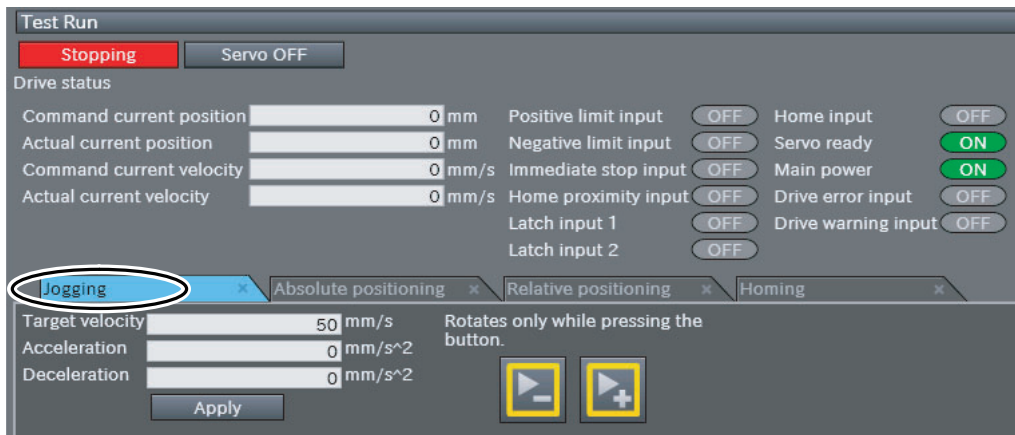 Test Run
Stopping Servo OFF
Drive status
Command current position 0 mm Positive limit input OFF Home input OFF
Actual current position 0 mm Negative limit input OFF Servo ready ON
Command current velocity 0 mm/s Immediate stop input OFF Main power ON
Actual current velocity 0 mm/s Home proximity input OFF Drive error input OFF
Latch input 1 OFF Drive warning input OFF
Latch input 2 OFF
Jogging × Absolute positioning × Relative positioning × Homing ×
Target velocity 50 mm/s Rotates only while pressing the
Acceleration 0 mm/s^2 button.
Deceleration 0 mm/s^2
Apply